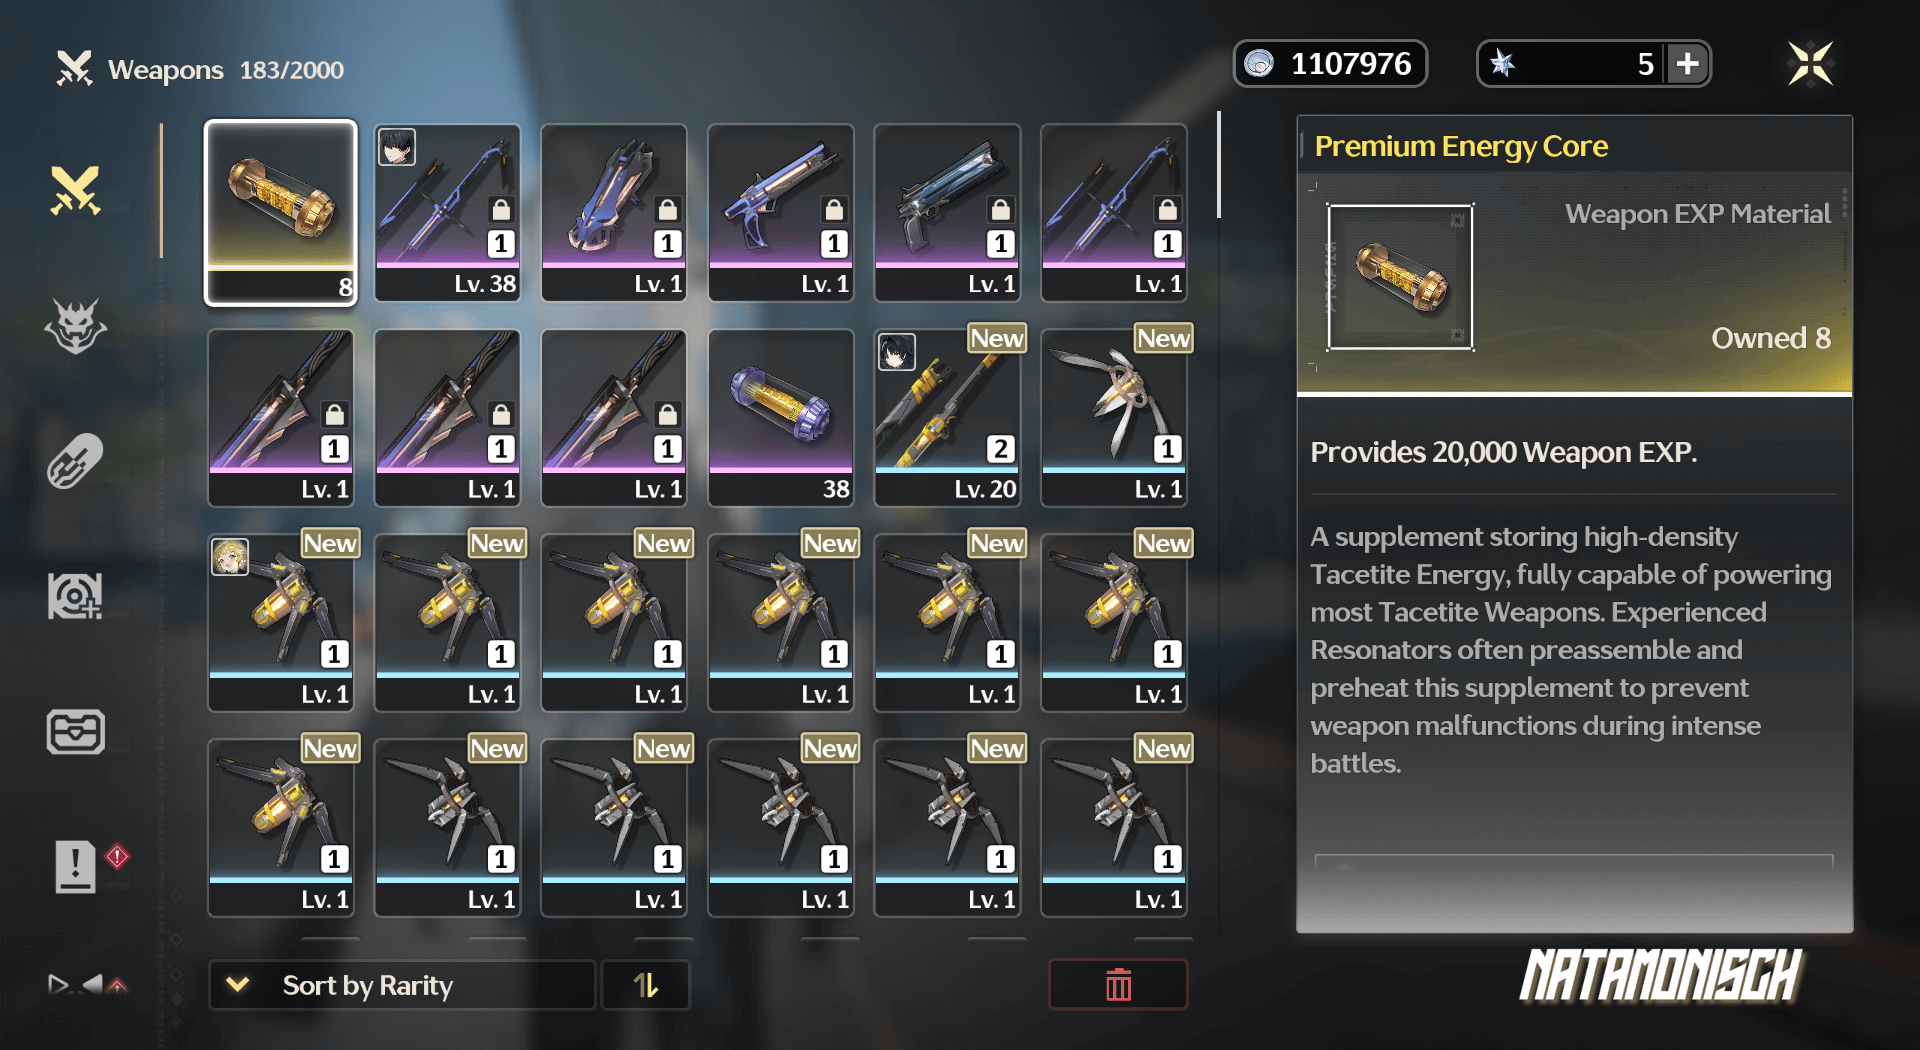 Weapons 183/2000
1107976
5
8
1
Lv. 38
1
Lv. 1
1
Lv. 1
1
Lv. 1
1
Lv. 1
1
Lv. 1
1
Lv. 1
1
Lv. 1
38
New
2
Lv. 20
New
1
Lv. 1
New
1
Lv. 1
New
1
Lv. 1
New
1
Lv. 1
New
1
Lv. 1
New
1
Lv. 1
New
1
Lv. 1
New
1
Lv. 1
New
1
Lv. 1
New
1
Lv. 1
New
1
Lv. 1
New
1
Lv. 1
New
1
Lv. 1
Sort by Rarity
Premium Energy Core
Weapon EXP Material
Owned 8
Provides 20,000 Weapon EXP.
A supplement storing high-density
Tacetite Energy, fully capable of powering
most Tacetite Weapons. Experienced
Resonators often preassemble and
preheat this supplement to prevent
weapon malfunctions during intense
battles.
NATAMONISCH